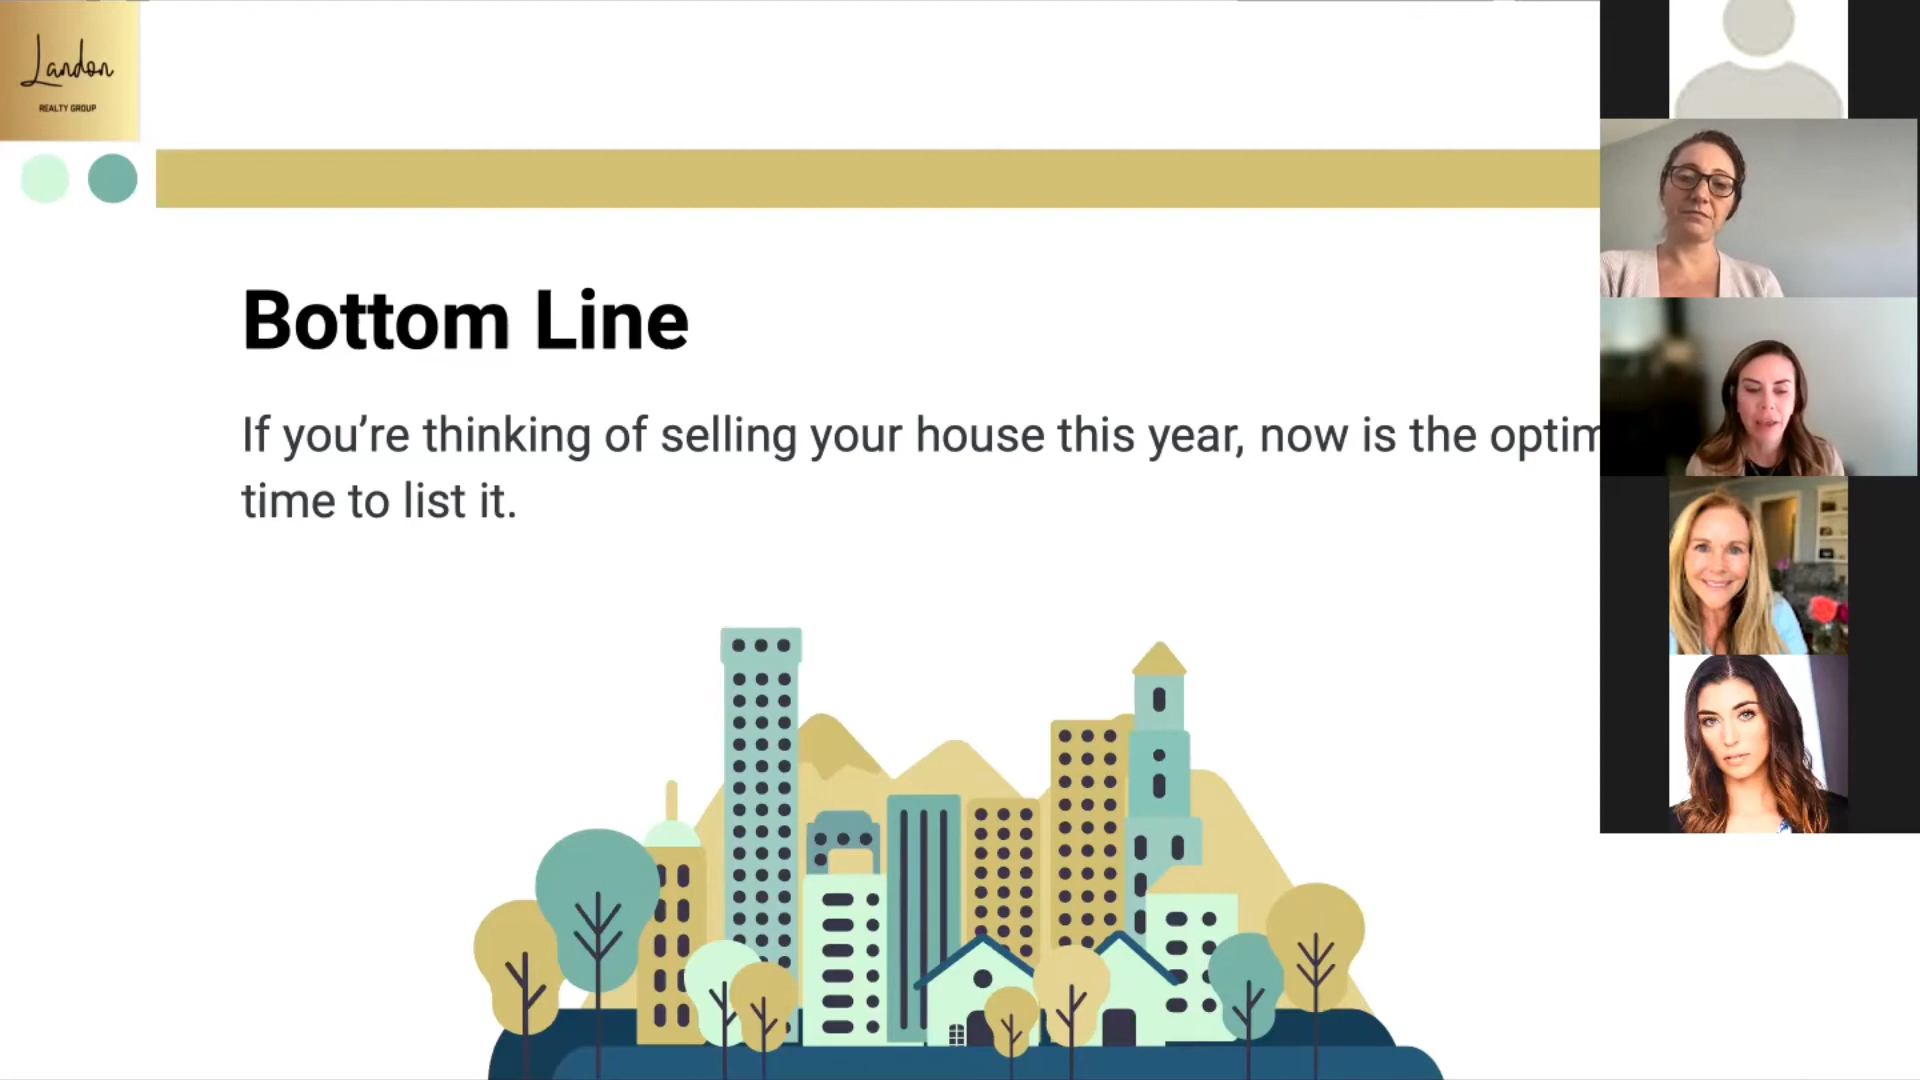 Landon
REALTY GROUP
Bottom Line
If you’re thinking of selling your house this year, now is the optim
time to list it.